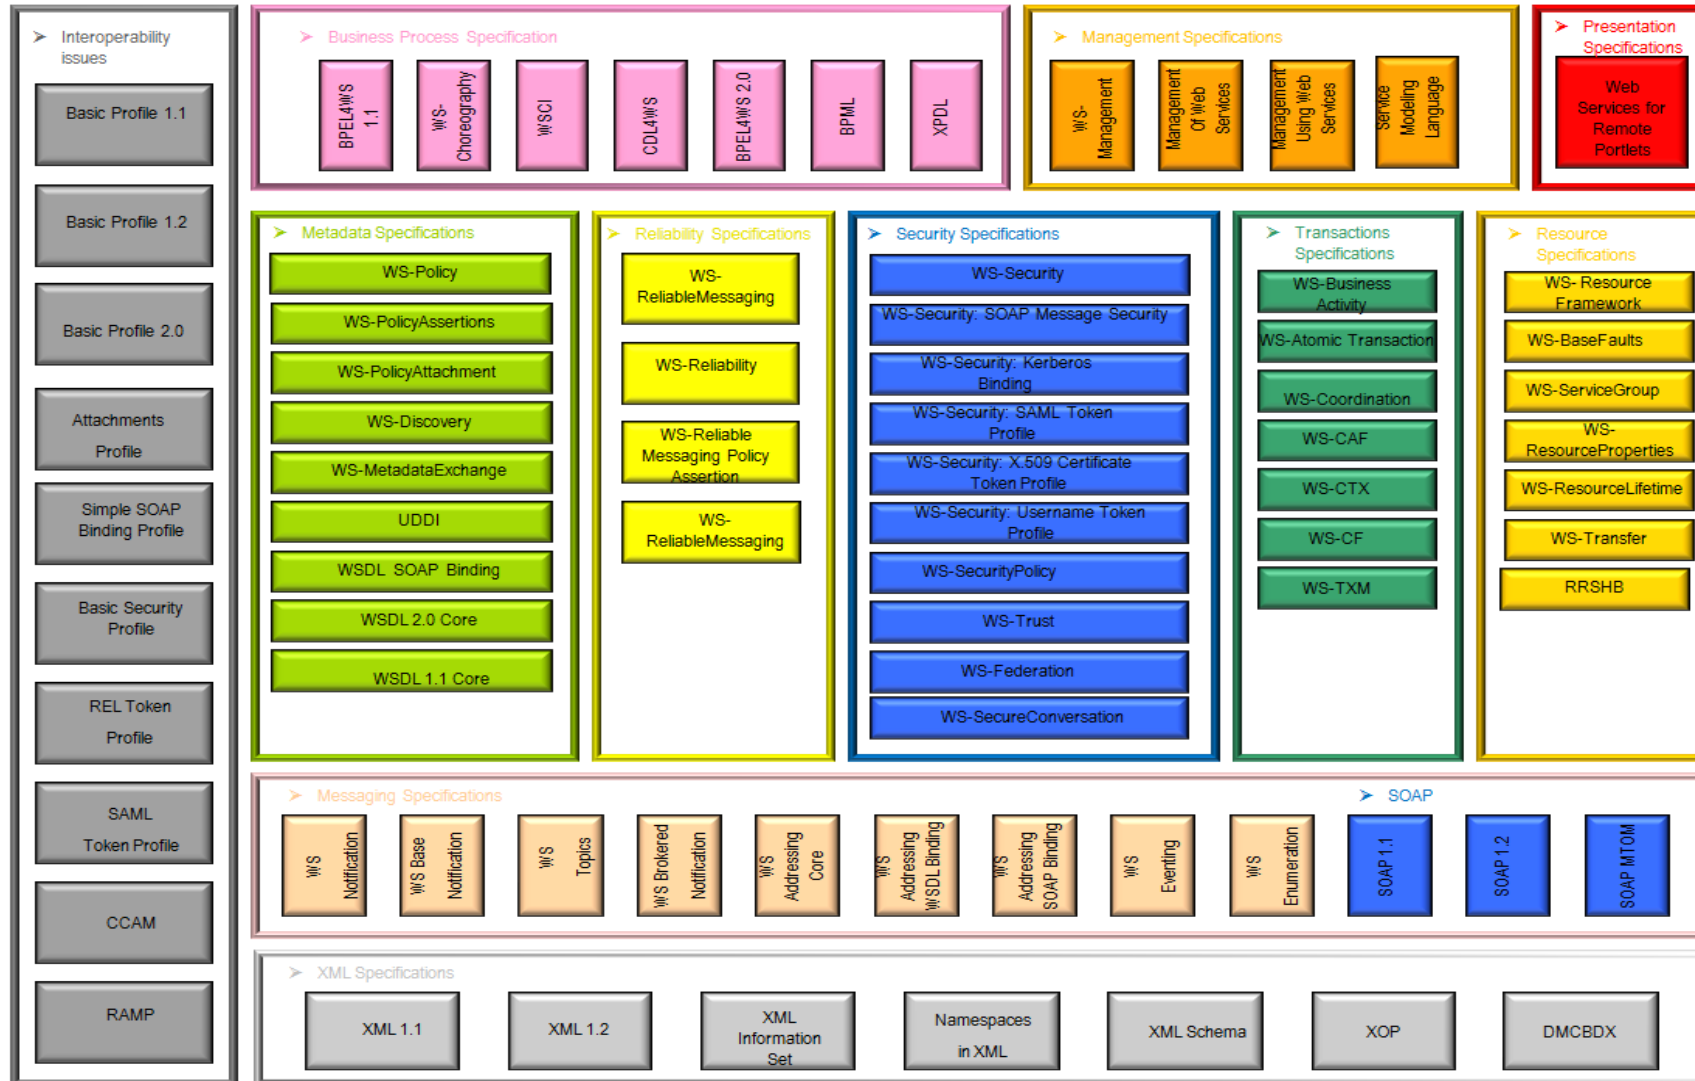 Interoperability
issues
Basic Profile 1.1
Basic Profile 1.2
Basic Profile 2.0
Attachments
Profile
Simple SOAP
Binding Profile
Basic Security
Profile
REL Token
Profile
SAML
Token Profile
CCAM
RAMP
Business Process Specification
BPEL4WS
1.1
WS-
Choreography
WSCI
CDL4WS
BPEL4WS 2.0
BPML
XPDL
Management Specifications
WS-
Management
Management
Of Web
Services
Management
Using Web
Services
Service
Modeling
Language
Presentation
Specifications
Web
Services for
Remote
Portlets
Metadata Specifications
WS-Policy
WS-PolicyAssertions
WS-PolicyAttachment
WS-Discovery
WS-MetadataExchange
UDDI
WSDL SOAP Binding
WSDL 2.0 Core
WSDL 1.1 Core
Reliability Specifications
WS-
ReliableMessaging
WS-Reliability
WS-Reliable
Messaging Policy
Assertion
WS-
ReliableMessaging
Security Specifications
WS-Security
WS-Security: SOAP Message Security
WS-Security: Kerberos
Binding
WS-Security: SAML Token
Profile
WS-Security: X.509 Certificate
Token Profile
WS-Security: Username Token
Profile
WS-SecurityPolicy
WS-Trust
WS-Federation
WS-SecureConversation
Transactions
Specifications
WS-Business
Activity
WS-Atomic Transaction
WS-Coordination
WS-CAF
WS-CTX
WS-CF
WS-TXM
Resource
Specifications
WS- Resource
Framework
WS-BaseFaults
WS-ServiceGroup
WS-
ResourceProperties
WS-ResourceLifetime
WS-Transfer
RRSHB
Messaging Specifications
WS
Notification
WS Base
Notification
WS
Topics
WS Brokered
Notification
WS
Addressing
Core
WS
Addressing
WSDL Binding
WS
Addressing
SOAP Binding
WS
Eventing
WS
Enumeration
SOAP
SOAP 1.1
SOAP 1.2
SOAP MTOM
XML Specifications
XML 1.1
XML 1.2
XML
Information
Set
Namespaces
in XML
XML Schema
XOP
DMCBDX